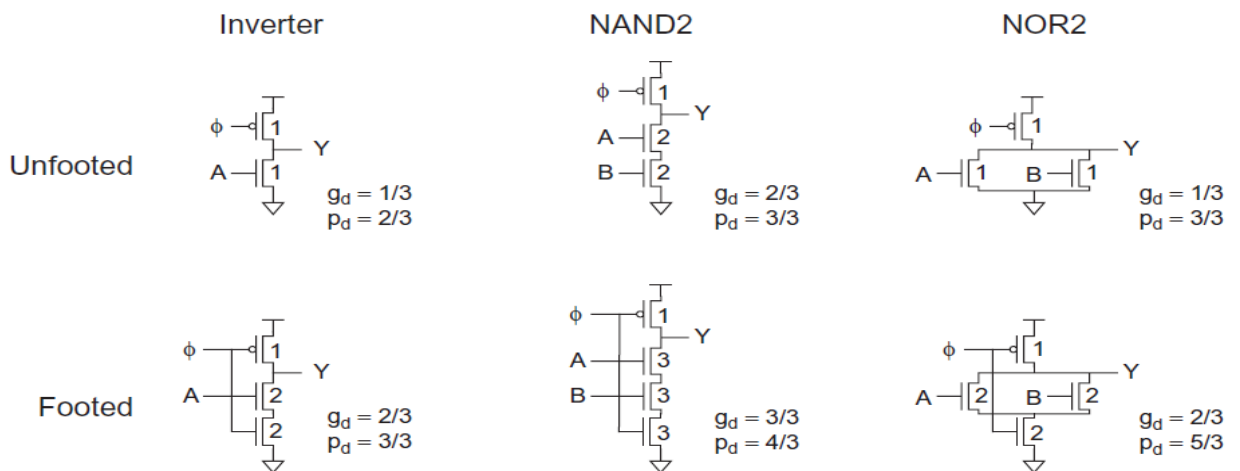 Inverter NAND2 NOR2
Unfooted
ϕ 1 Y
A 1
g_d = 1/3
p_d = 2/3
ϕ 1 Y
A 2
B 2
g_d = 2/3
p_d = 3/3
ϕ 1 Y
A 1 B 1
g_d = 1/3
p_d = 3/3
Footed
ϕ 1 Y
A 2
2
g_d = 2/3
p_d = 3/3
ϕ 1 Y
A 3
B 3
3
g_d = 3/3
p_d = 4/3
ϕ 1 Y
A 2 B 2
2
g_d = 2/3
p_d = 5/3